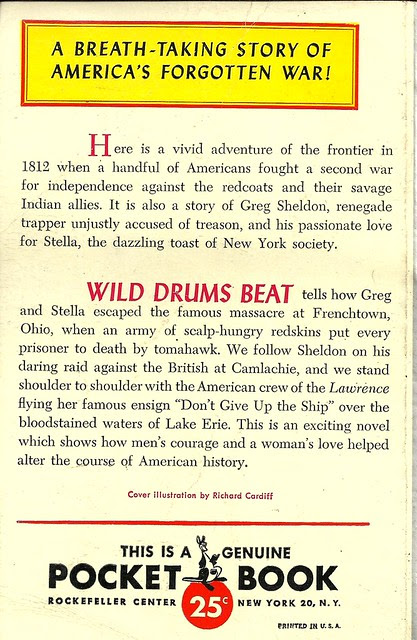 A BREATH-TAKING STORY OF
AMERICA'S FORGOTTEN WAR!
Here is a vivid adventure of the frontier in
1812 when a handful of Americans fought a second war
for independence against the redcoats and their savage
Indian allies. It is also a story of Greg Sheldon, renegade
trapper unjustly accused of treason, and his passionate love
for Stella, the dazzling toast of New York society.
WILD DRUMS BEAT tells how Greg
and Stella escaped the famous massacre at Frenchtown,
Ohio, when an army of scalp-hungry redskins put every
prisoner to death by tomahawk. We follow Sheldon on his
daring raid against the British at Camlachie, and we stand
shoulder to shoulder with the American crew of the Lawrence
flying her famous ensign “Don't Give Up the Ship” over the
bloodstained waters of Lake Erie. This is an exciting novel
which shows how men's courage and a woman's love helped
alter the course of American history.
Cover illustration by Richard Cardiff
THIS IS A GENUINE
POCKET BOOK
ROCKEFELLER CENTER 25c NEW YORK 20, N. Y.
PRINTED IN U. S. A.